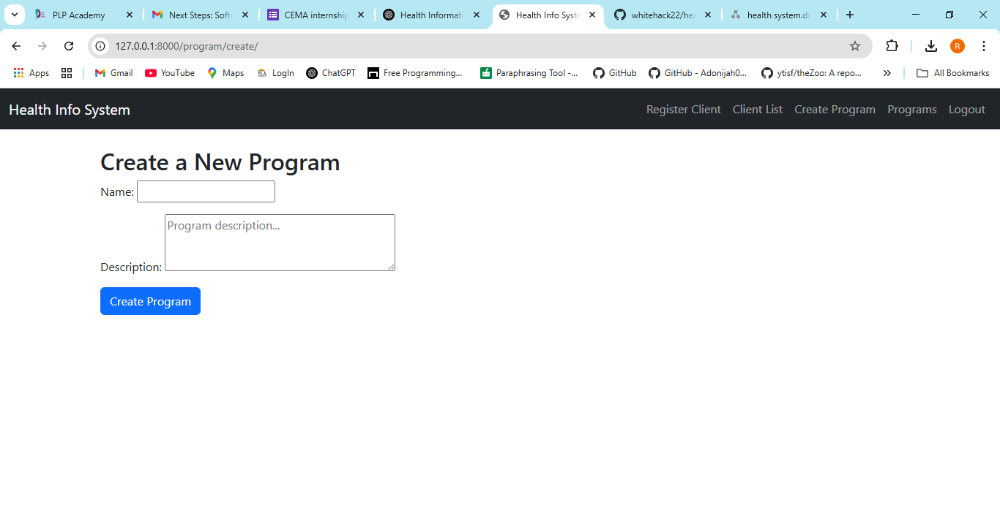 PLP Academy Next Steps: Softw CEMA internship Health Informati Health Info Syste whitehack22/hea health system.dr
127.0.0.1:8000/program/create/
Apps Gmail YouTube Maps LogIn ChatGPT Free Programming... Paraphrasing Tool -... GitHub GitHub - Adonijah0... ytisf/theZoo: A repo... » All Bookmarks
R
Health Info System Register Client Client List Create Program Programs Logout
Create a New Program
Name:
Program description...
Description:
Create Program